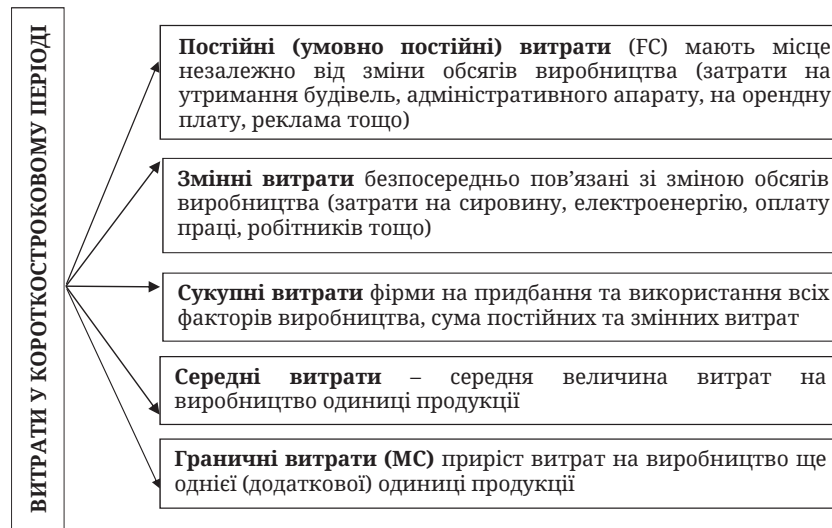 ВИТРАТИ У КОРОТКОСТРОКОВОМУ ПЕРІОДІ
Постійні (умовно постійні) витрати (FC) мають місце
незалежно від зміни обсягів виробництва (затрати на
утримання будівель, адміністративного апарату, на орендну
плату, реклама тощо)
Змінні витрати безпосередньо пов’язані зі зміною обсягів
виробництва (затрати на сировину, електроенергію, оплату
праці, робітників тощо)
Сукупні витрати фірми на придбання та використання всіх
факторів виробництва, сума постійних та змінних витрат
Середні витрати – середня величина витрат на
виробництво одиниці продукції
Граничні витрати (МС) приріст витрат на виробництво ще
однієї (додаткової) одиниці продукції